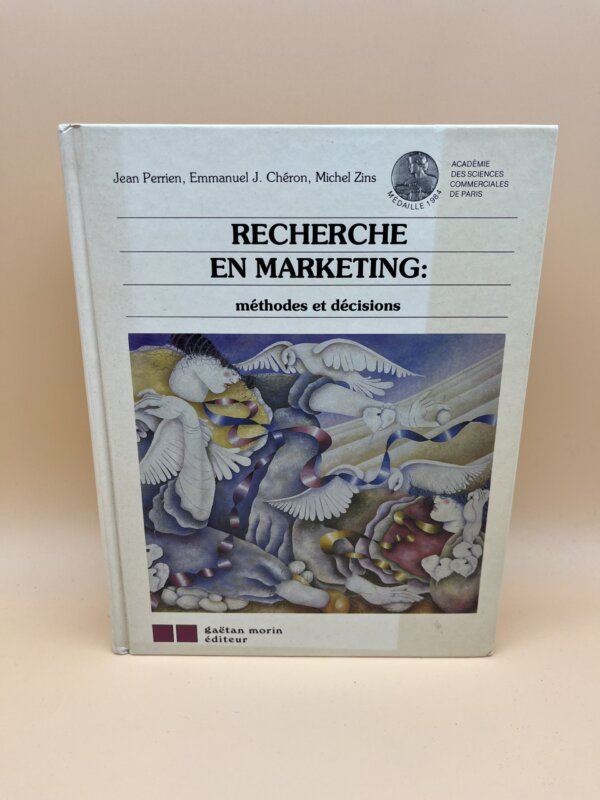 Jean Perrien, Emmanuel J. Chéron, Michel Zins
MÉDAILLE 1984
ACADÉMIE
DES SCIENCES
COMMERCIALES
DE PARIS
RECHERCHE
EN MARKETING:
méthodes et décisions
gaëtan morin
éditeur